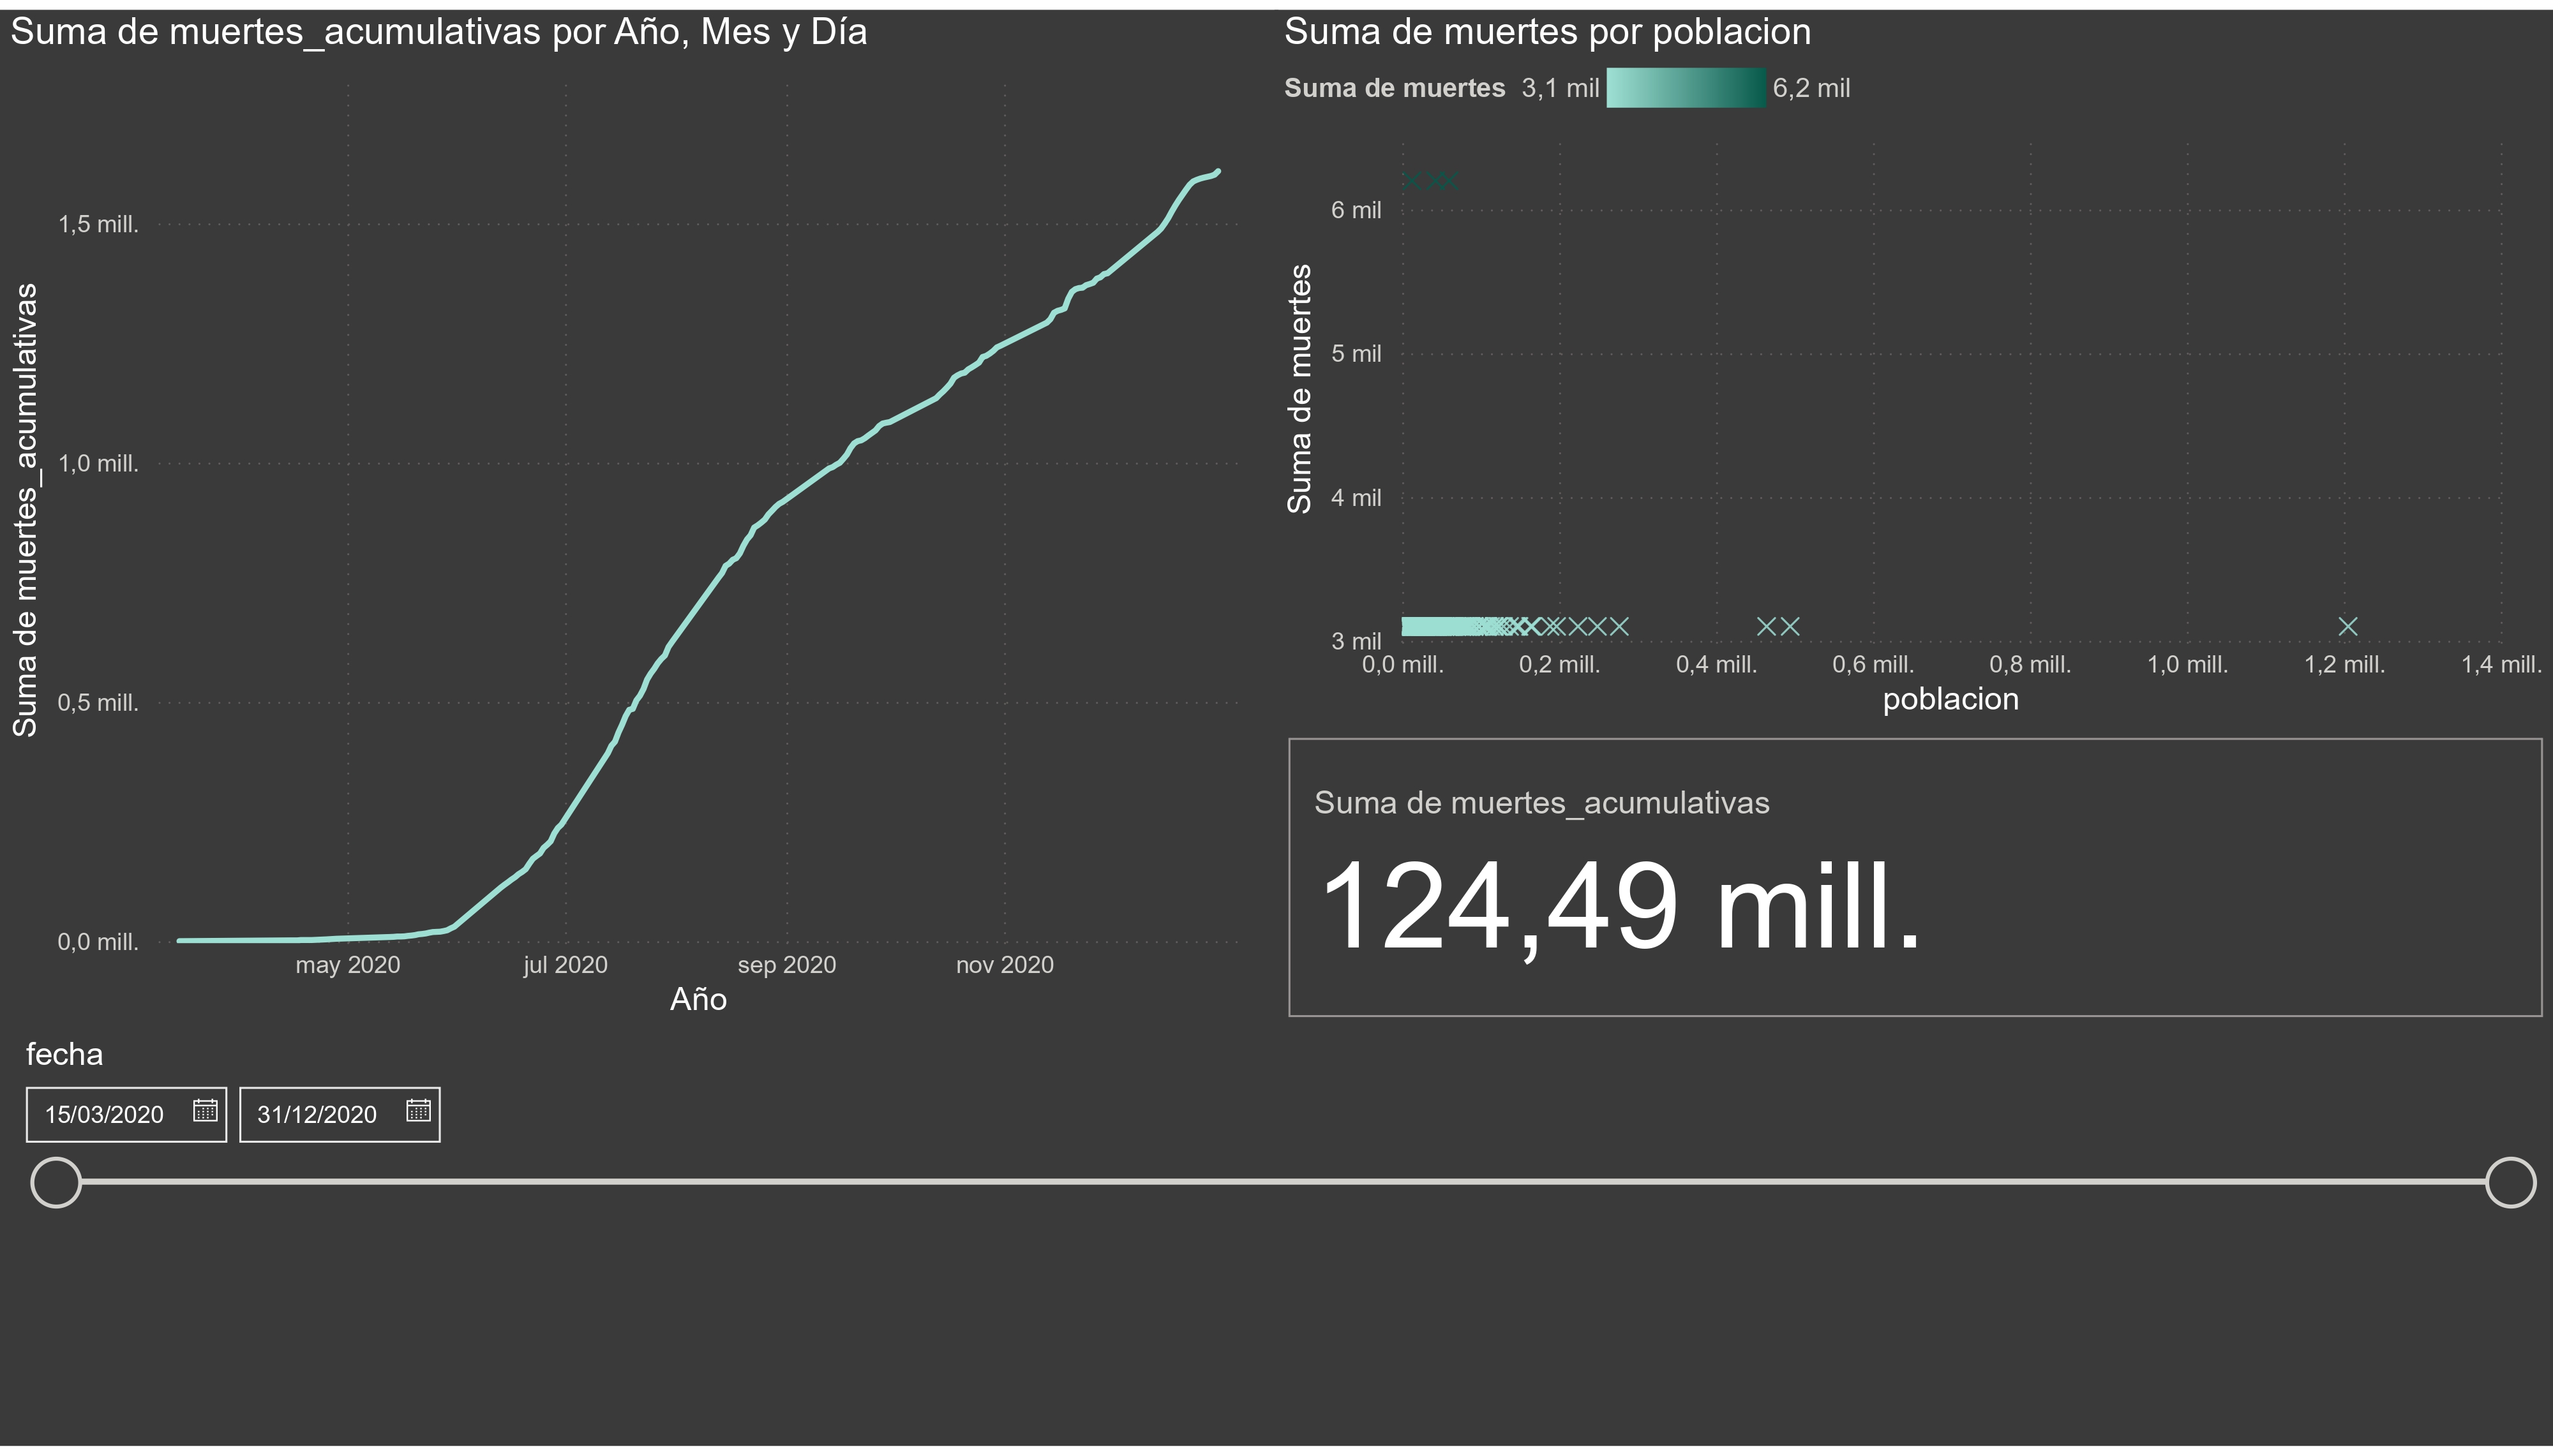 Suma de muertes_acumulativas por Año, Mes y Día
Suma de muertes_acumulativas
1,5 mill.
1,0 mill.
0,5 mill.
0,0 mill.
may 2020 jul 2020 sep 2020 nov 2020
Año
Suma de muertes por poblacion
Suma de muertes 3,1 mil 6,2 mil
Suma de muertes
6 mil
5 mil
4 mil
3 mil
0,0 mill. 0,2 mill. 0,4 mill. 0,6 mill. 0,8 mill. 1,0 mill. 1,2 mill. 1,4 mill.
poblacion
Suma de muertes_acumulativas
124,49 mill.
fecha
15/03/2020 31/12/2020